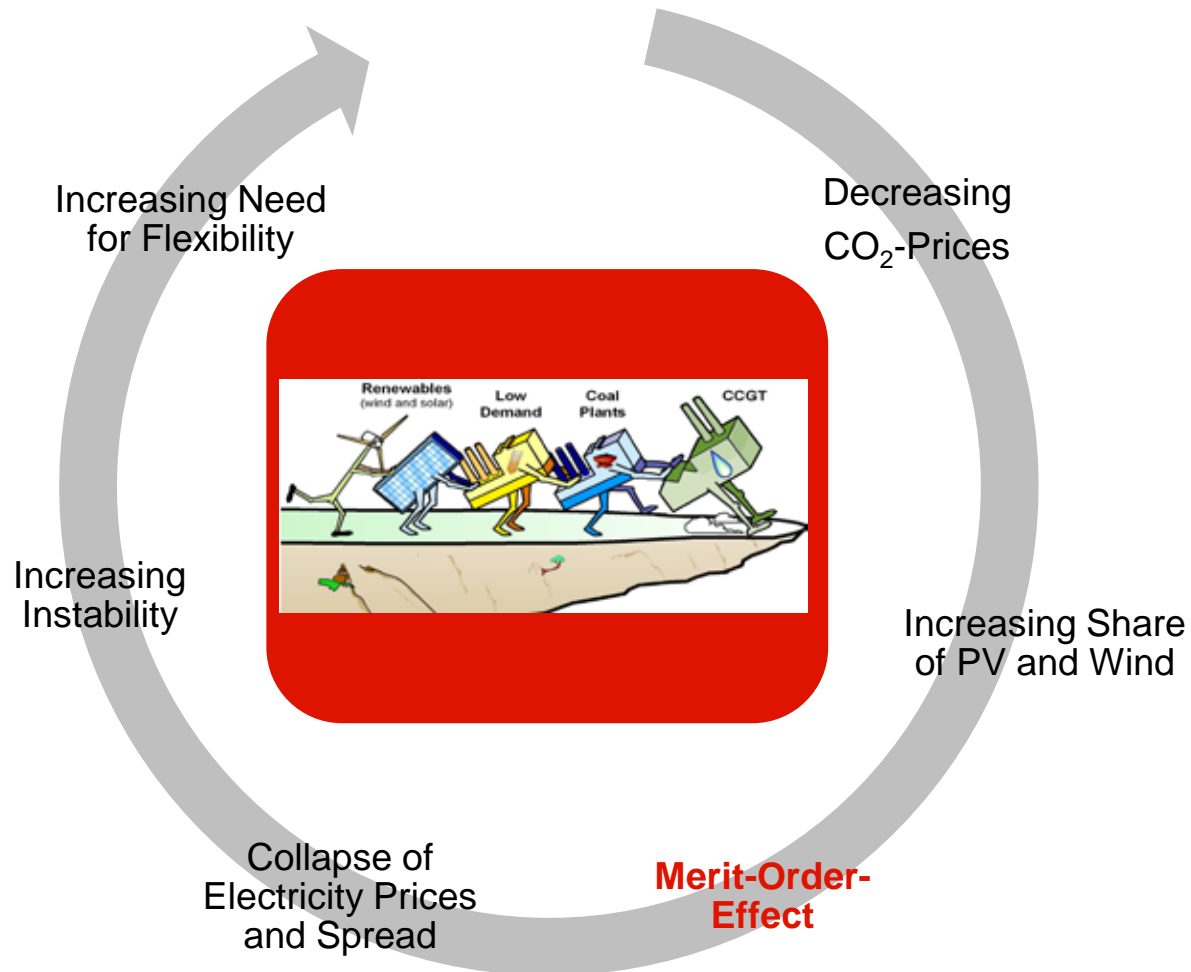 Decreasing
CO₂-Prices
Increasing Share
of PV and Wind
Merit-Order-
Effect
Collapse of
Electricity Prices
and Spread
Increasing
Instability
Increasing Need
for Flexibility
Renewables
(wind and solar)
Low
Demand
Coal
Plants
CCGT